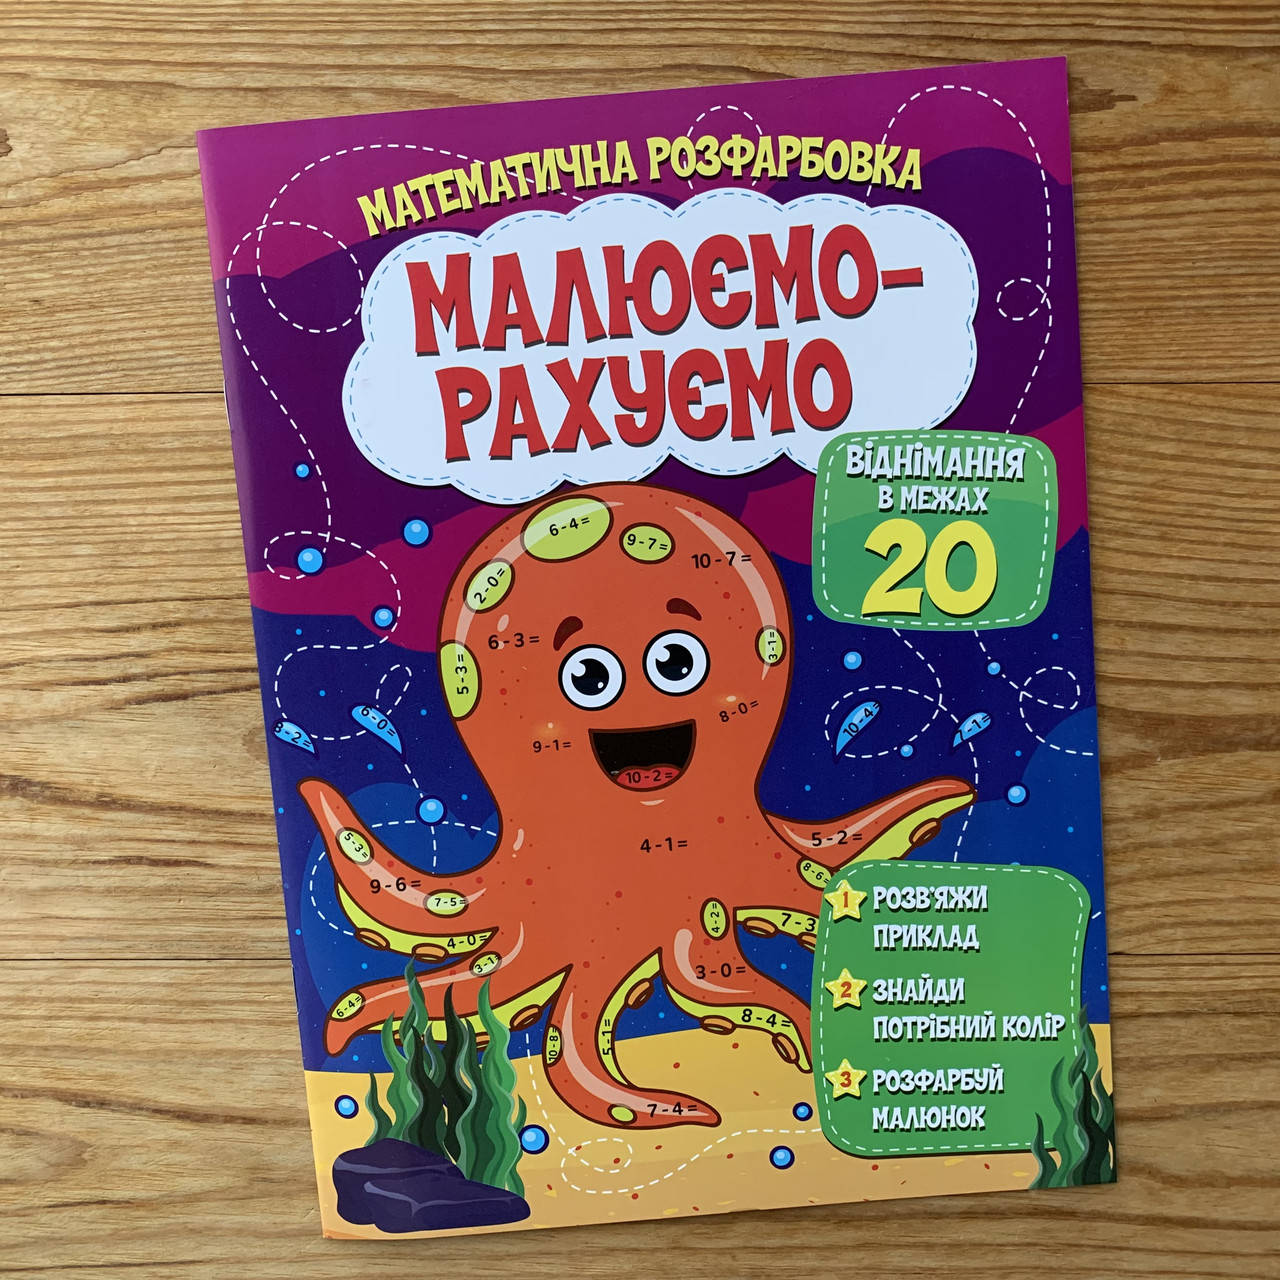 МАТЕМАТИЧНА РОЗФАРБОВКА
МАЛЮЄМО-
РАХУЄМО
ВІДНІМАННЯ
В МЕЖАХ
20
6-4=
9-7=
10-7=
2-0=
6-3=
3-1=
5-3=
8-0=
6-0=
10-4=
7-1=
8-2=
9-1=
10-2=
4-1=
5-2=
5-3=
8-6=
9-6=
7-5=
4-2=
7-3
4-0=
3-1=
3-0=
6-4=
8-4=
10-8=
5-1=
7-4=
1 РОЗВ'ЯЖИ
ПРИКЛАД
2 ЗНАЙДИ
ПОТРІБНИЙ КОЛІР
3 РОЗФАРБУЙ
МАЛЮНОК